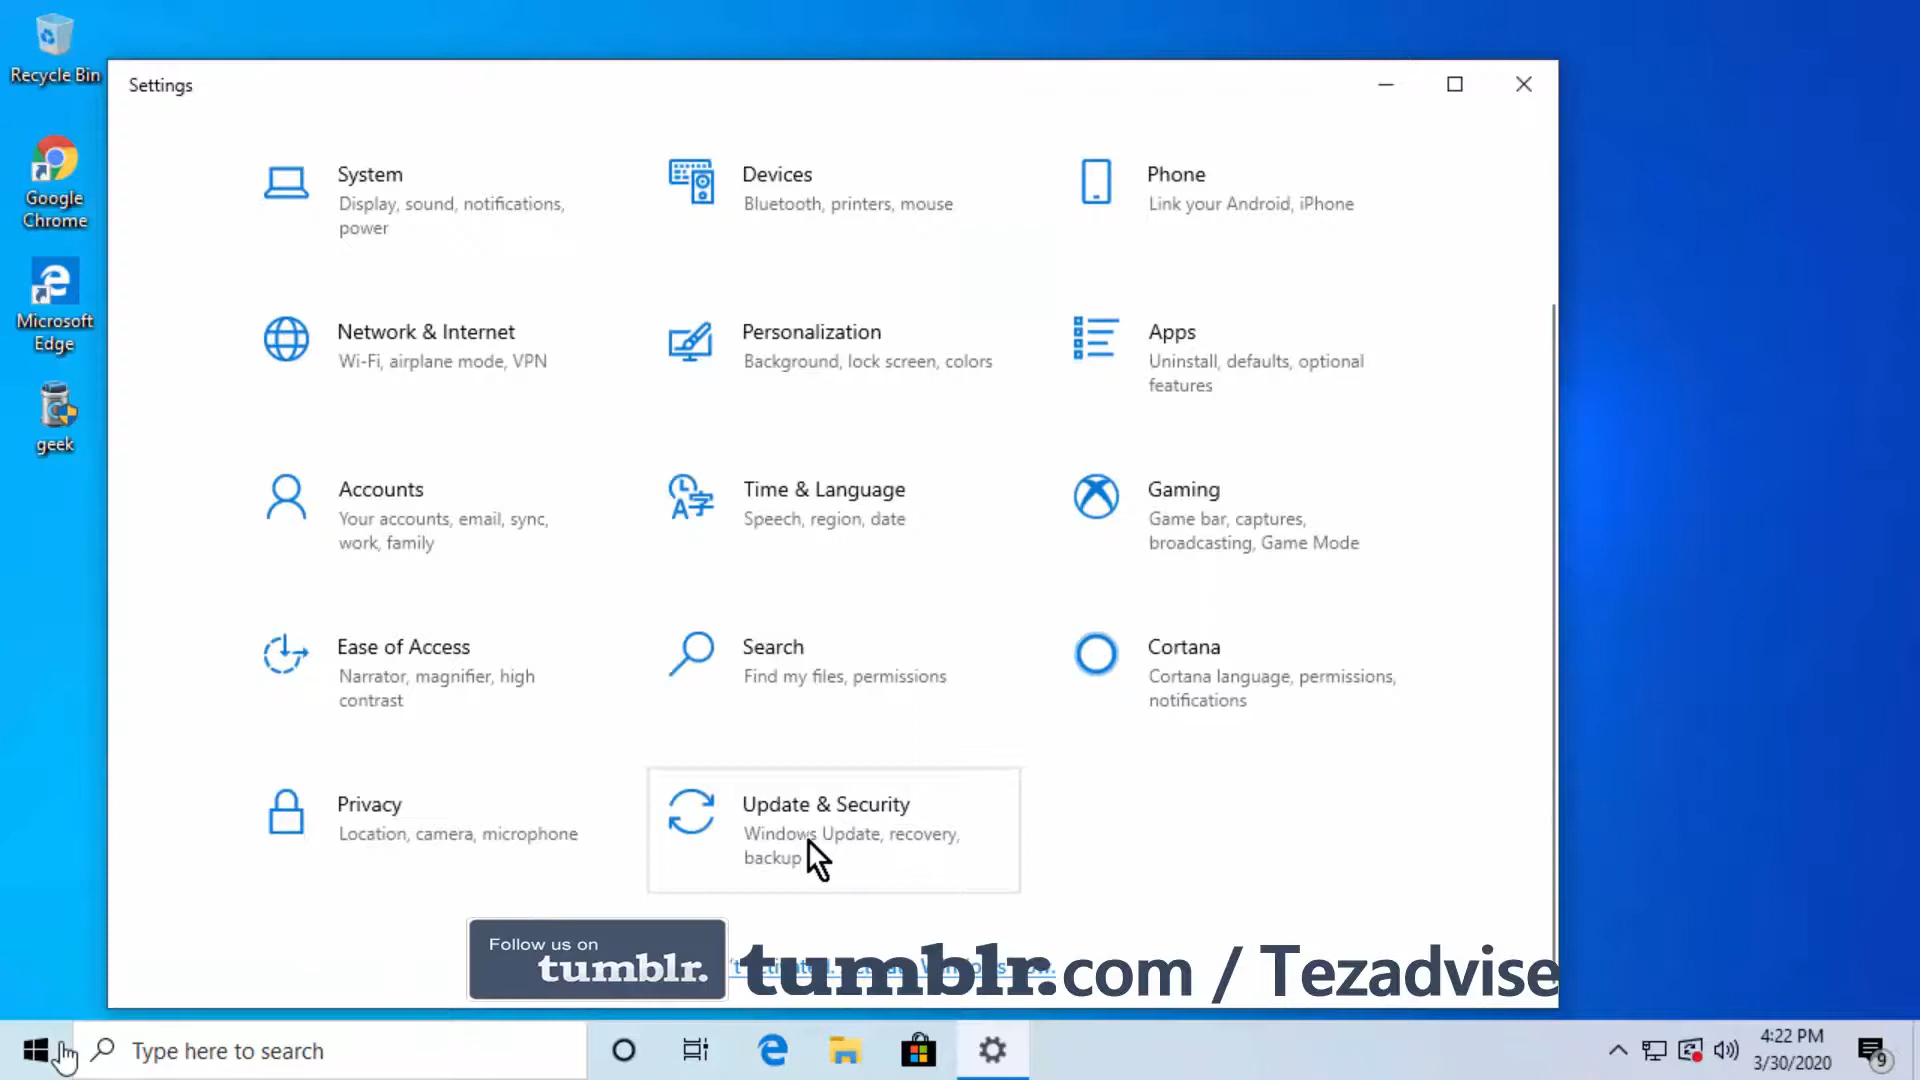 Recycle Bin
Google
Chrome
Microsoft
Edge
geek
Settings
System
Display, sound, notifications,
power
Devices
Bluetooth, printers, mouse
Phone
Link your Android, iPhone
Network & Internet
Wi-Fi, airplane mode, VPN
Personalization
Background, lock screen, colors
Apps
Uninstall, defaults, optional
features
Accounts
Your accounts, email, sync,
work, family
Time & Language
Speech, region, date
Gaming
Game bar, captures,
broadcasting, Game Mode
Ease of Access
Narrator, magnifier, high
contrast
Search
Find my files, permissions
Cortana
Cortana language, permissions,
notifications
Privacy
Location, camera, microphone
Update & Security
Windows Update, recovery,
backup
Follow us on
tumblr.
tumblr.com / Tezadvise
Type here to search
4:22 PM
3/30/2020
9